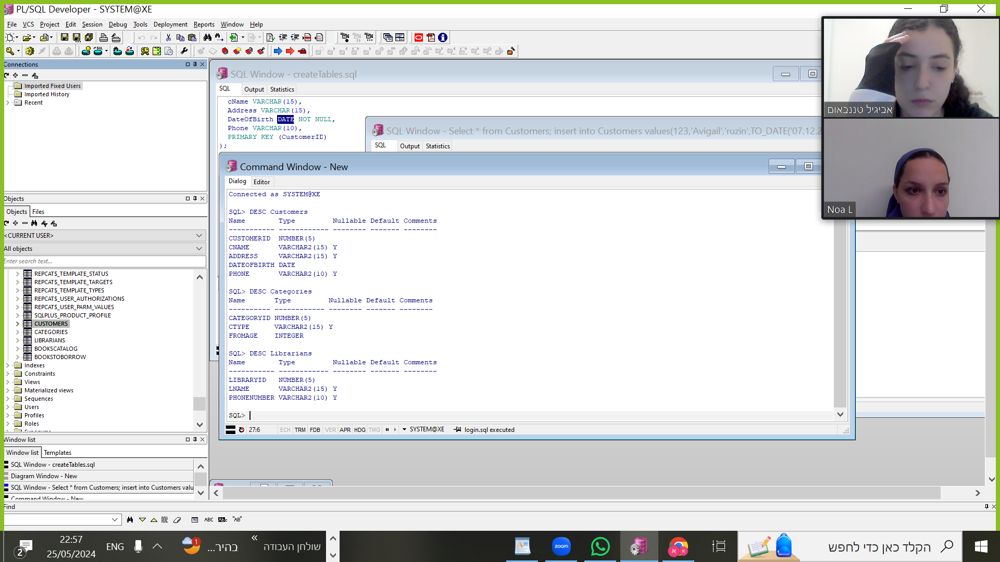 PL/SQL Developer - SYSTEM@XE
File VCS Project Edit Session Debug Tools Deployment Reports Window Help
Connections
Imported Fixed Users
Imported History
Recent
Objects
Objects Files
<CURRENT USER>
All objects
Enter search text...
REPCAT$_TEMPLATE_STATUS
REPCAT$_TEMPLATE_TARGETS
REPCAT$_TEMPLATE_TYPES
REPCAT$_USER_AUTHORIZATIONS
REPCAT$_USER_PARM_VALUES
SQLPLUS_PRODUCT_PROFILE
CUSTOMERS
CATEGORIES
LIBRARIANS
BOOKSCATALOG
BOOKSTOBORROW
Indexes
Constraints
Views
Materialized views
Sequences
Users
Profiles
Roles
Window list
Window list Templates
SQL Window - createTables.sql
Diagram Window - New
SQL Window - Select * from Customers; insert into Customers valu
Command Window - New
Find
ABC
"AB"
SQL Window - createTables.sql
SQL Output Statistics
cName VARCHAR(15),
Address VARCHAR(15),
DateOfBirth DATE NOT NULL,
Phone VARCHAR(10),
PRIMARY KEY (CustomerID)
);
SQL Window - Select * from Customers; insert into Customers values(123,'Avigail','ruzin',TO_DATE('07.12.2
SQL Output Statistics
Command Window - New
Dialog Editor
Connected as SYSTEM@XE
SQL> DESC Customers
Name Type Nullable Default Comments
----------- ------------ -------- ------- --------
CUSTOMERID NUMBER(5)
CNAME VARCHAR2(15) Y
ADDRESS VARCHAR2(15) Y
DATEOFBIRTH DATE
PHONE VARCHAR2(10) Y
SQL> DESC Categories
Name Type Nullable Default Comments
---------- ------------ -------- ------- --------
CATEGORYID NUMBER(5)
CTYPE VARCHAR2(15) Y
FROMAGE INTEGER
SQL> DESC Librarians
Name Type Nullable Default Comments
----------- ------------ -------- ------- --------
LIBRARYID NUMBER(5)
LNAME VARCHAR2(15) Y
PHONENUMBER VARCHAR2(10) Y
SQL>
27:6 ECH TRM FDB VER APR HDG TMG SYSTEM@XE login.sql executed
אביגיל טננבאום
Noa L
2
22:57
25/05/2024
ENG
1
בהיר...
שולחן העבודה
zoom
הקלד כאן כדי לחפש